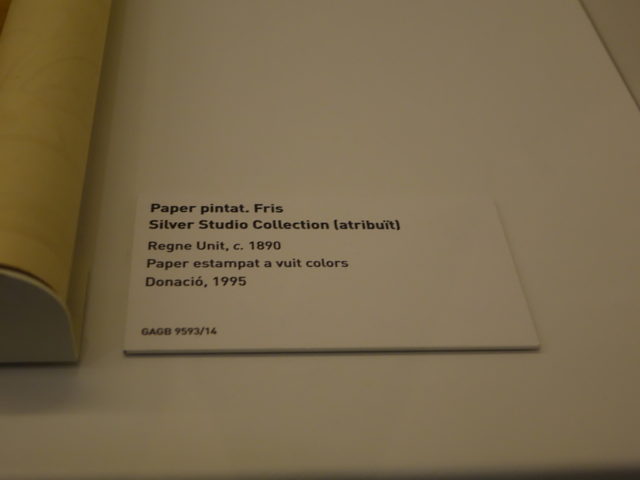 Paper pintat. Fris
Silver Studio Collection (atribuït)
Regne Unit, c. 1890
Paper estampat a vuit colors
Donació, 1995
GAGB 9593/14